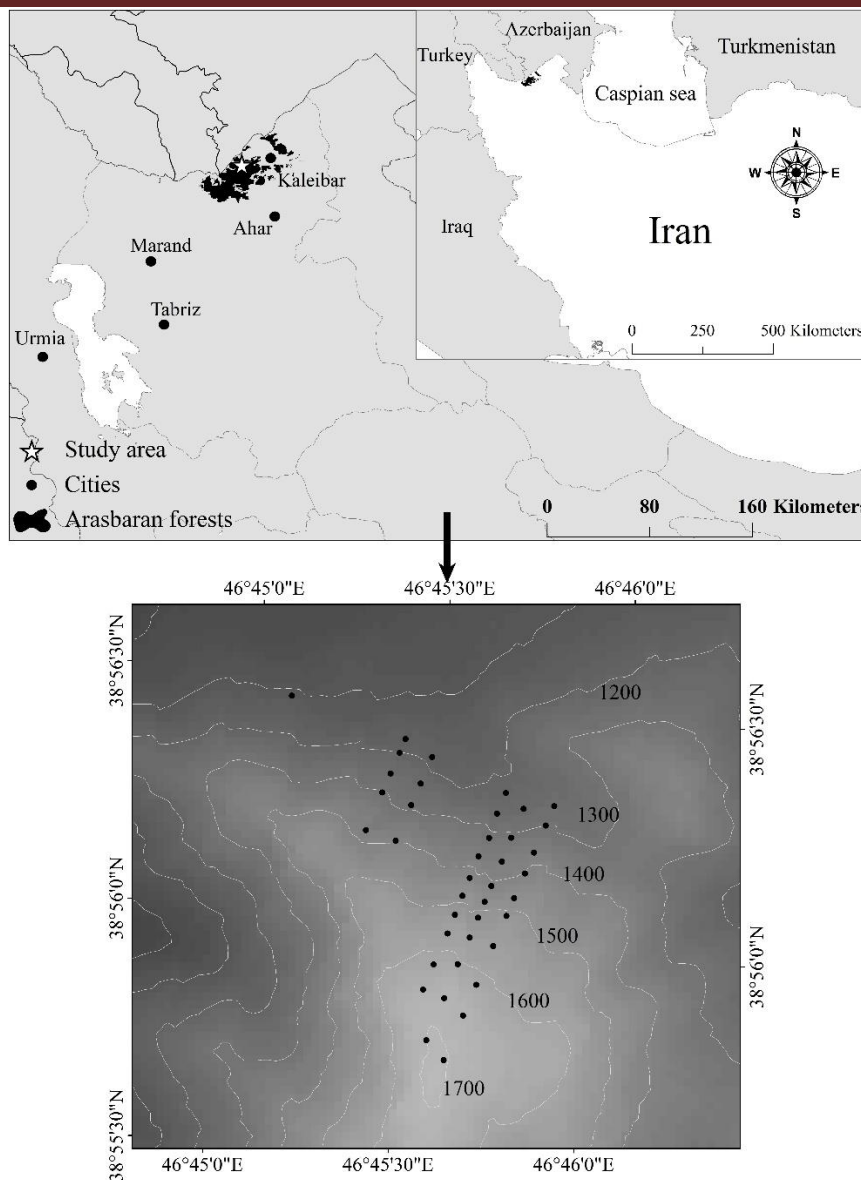 Azerbaijan
Turkey
Turkmenistan
Caspian sea
N
W E
S
Iraq
Iran
0 250 500 Kilometers
Kaleibar
Ahar
Marand
Tabriz
Urmia
Study area
Cities
Arasbaran forests
0 80 160 Kilometers
46°45'0"E 46°45'30"E 46°46'0"E
38°56'30"N
38°56'0"N
38°55'30"N
1200
1300
1400
1500
1600
1700
38°56'30"N
38°56'0"N
46°45'0"E 46°45'30"E 46°46'0"E